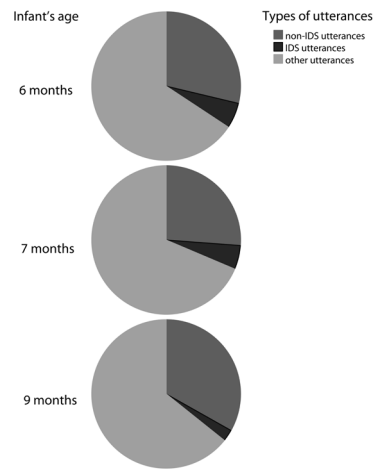 Infant's age
Types of utterances
non-IDS utterances
IDS utterances
other utterances
6 months
7 months
9 months